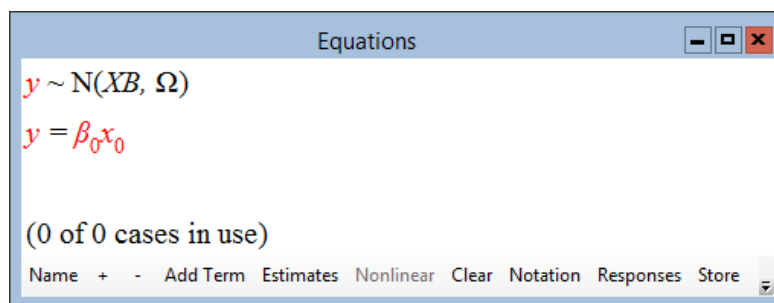 Equations
y ~ N(XB, Ω)
y = β₀x₀
(0 of 0 cases in use)
Name + - Add Term Estimates Nonlinear Clear Notation Responses Store